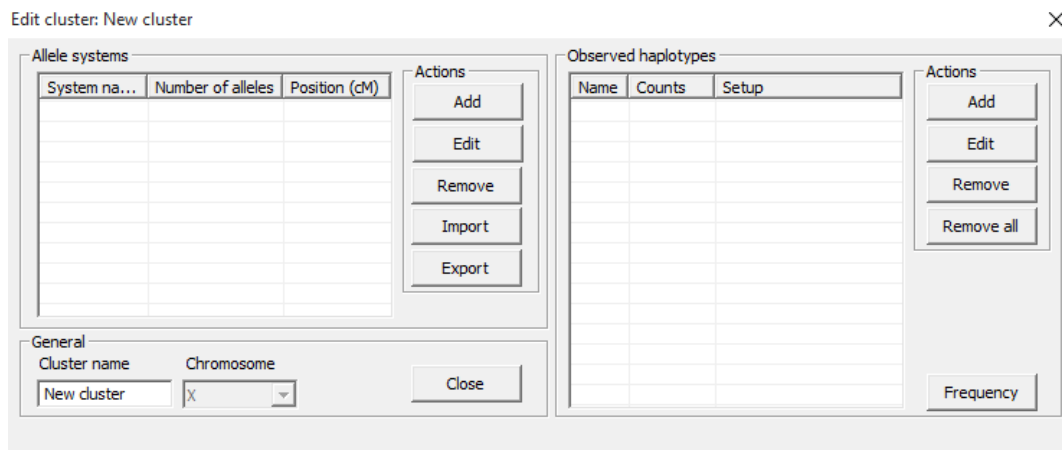 Edit cluster: New cluster
Allele systems
System na... Number of alleles Position (cM)
Actions
Add
Edit
Remove
Import
Export
General
Cluster name Chromosome
New cluster X
Close
Observed haplotypes
Name Counts Setup
Actions
Add
Edit
Remove
Remove all
Frequency